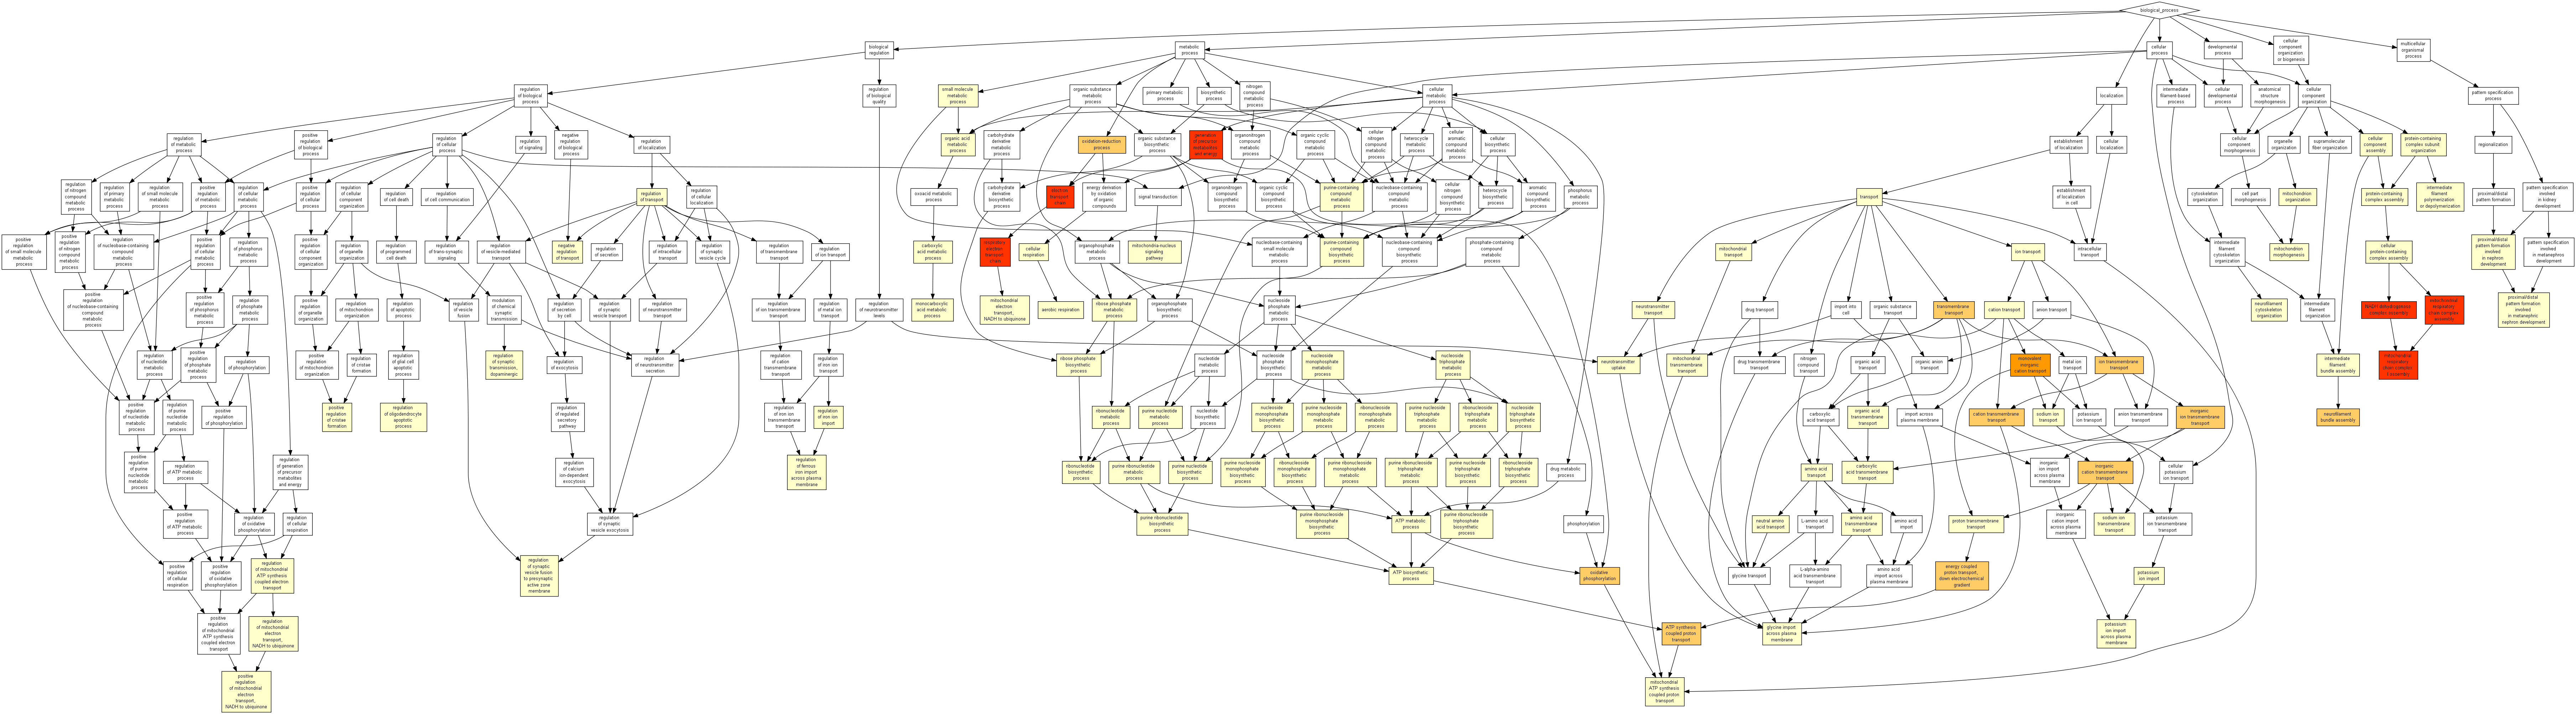 biological_process
biological
regulation
metabolic
process
cellular
process
developmental
process
cellular
component
organization
or biogenesis
multicellular
organismal
process
regulation
of biological
process
regulation
of biological
quality
small molecule
metabolic
process
organic substance
metabolic
process
primary metabolic
process
biosynthetic
process
nitrogen
compound
metabolic
process
cellular
metabolic
process
localization
intermediate
filament-based
process
cellular
developmental
process
anatomical
structure
morphogenesis
cellular
component
organization
pattern specification
process
regulation
of metabolic
process
positive
regulation
of biological
process
regulation
of cellular
process
regulation
of signaling
negative
regulation
of biological
process
regulation
of localization
organic acid
metabolic
process
carbohydrate
derivative
metabolic
process
oxidation-reduction
process
organic substance
biosynthetic
process
generation
of precursor
metabolites
and energy
organonitrogen
compound
metabolic
process
organic cyclic
compound
metabolic
process
cellular
nitrogen
compound
metabolic
process
heterocycle
metabolic
process
cellular
aromatic
compound
metabolic
process
cellular
biosynthetic
process
establishment
of localization
cellular
localization
cellular
component
morphogenesis
organelle
organization
supramolecular
fiber organization
cellular
component
assembly
protein-containing
complex subunit
organization
regionalization
regulation
of nitrogen
compound
metabolic
process
regulation
of primary
metabolic
process
regulation
of small molecule
metabolic
process
positive
regulation
of metabolic
process
regulation
of cellular
metabolic
process
positive
regulation
of cellular
process
regulation
of cellular
component
organization
regulation
of cell death
regulation
of cell communication
regulation
of transport
regulation
of cellular
localization
oxoacid metabolic
process
carbohydrate
derivative
biosynthetic
process
electron
transport
chain
energy derivation
by oxidation
of organic
compounds
signal transduction
organonitrogen
compound
biosynthetic
process
organic cyclic
compound
biosynthetic
process
purine-containing
compound
metabolic
process
nucleobase-containing
compound
metabolic
process
cellular
nitrogen
compound
biosynthetic
process
heterocycle
biosynthetic
process
aromatic
compound
biosynthetic
process
phosphorus
metabolic
process
transport
establishment
of localization
in cell
cytoskeleton
organization
cell part
morphogenesis
mitochondrion
organization
protein-containing
complex assembly
intermediate
filament
polymerization
or depolymerization
proximal/distal
pattern formation
pattern specification
involved
in kidney
development
positive
regulation
of small molecule
metabolic
process
positive
regulation
of nitrogen
compound
metabolic
process
regulation
of nucleobase-containing
compound
metabolic
process
positive
regulation
of cellular
metabolic
process
regulation
of phosphorus
metabolic
process
positive
regulation
of cellular
component
organization
regulation
of organelle
organization
regulation
of programmed
cell death
regulation
of trans-synaptic
signaling
regulation
of vesicle-mediated
transport
negative
regulation
of transport
regulation
of secretion
regulation
of intracellular
transport
regulation
of synaptic
vesicle cycle
regulation
of transmembrane
transport
regulation
of ion transport
carboxylic
acid metabolic
process
respiratory
electron
transport
chain
cellular
respiration
organophosphate
metabolic
process
mitochondria-nucleus
signaling
pathway
nucleobase-containing
small molecule
metabolic
process
purine-containing
compound
biosynthetic
process
nucleobase-containing
compound
biosynthetic
process
phosphate-containing
compound
metabolic
process
mitochondrial
transport
ion transport
intracellular
transport
intermediate
filament
cytoskeleton
organization
mitochondrion
morphogenesis
cellular
protein-containing
complex assembly
proximal/distal
pattern formation
involved
in nephron
development
pattern specification
involved
in metanephros
development
positive
regulation
of nucleobase-containing
compound
metabolic
process
positive
regulation
of phosphorus
metabolic
process
regulation
of phosphate
metabolic
process
positive
regulation
of organelle
organization
regulation
of mitochondrion
organization
regulation
of apoptotic
process
regulation
of vesicle
fusion
modulation
of chemical
synaptic
transmission
regulation
of secretion
by cell
regulation
of synaptic
vesicle transport
regulation
of neurotransmitter
transport
regulation
of ion transmembrane
transport
regulation
of metal ion
transport
regulation
of neurotransmitter
levels
monocarboxylic
acid metabolic
process
mitochondrial
electron
transport,
NADH to ubiquinone
aerobic respiration
ribose phosphate
metabolic
process
organophosphate
biosynthetic
process
nucleoside
phosphate
metabolic
process
neurotransmitter
transport
drug transport
import into
cell
organic substance
transport
transmembrane
transport
cation transport
anion transport
neurofilament
cytoskeleton
organization
intermediate
filament
organization
NADH dehydrogenase
complex assembly
mitochondrial
respiratory
chain complex
assembly
proximal/distal
pattern formation
involved
in metanephric
nephron development
regulation
of nucleotide
metabolic
process
positive
regulation
of phosphate
metabolic
process
regulation
of phosphorylation
positive
regulation
of mitochondrion
organization
regulation
of cristae
formation
regulation
of glial cell
apoptotic
process
regulation
of synaptic
transmission,
dopaminergic
regulation
of exocytosis
regulation
of neurotransmitter
secretion
regulation
of cation
transmembrane
transport
regulation
of iron ion
transport
ribose phosphate
biosynthetic
process
nucleotide
metabolic
process
nucleoside
phosphate
biosynthetic
process
nucleoside
monophosphate
metabolic
process
nucleoside
triphosphate
metabolic
process
neurotransmitter
uptake
mitochondrial
transmembrane
transport
drug transmembrane
transport
nitrogen
compound
transport
organic acid
transport
organic anion
transport
monovalent
inorganic
cation transport
metal ion
transport
ion transmembrane
transport
intermediate
filament
bundle assembly
mitochondrial
respiratory
chain complex
I assembly
positive
regulation
of nucleotide
metabolic
process
regulation
of purine
nucleotide
metabolic
process
positive
regulation
of phosphorylation
positive
regulation
of cristae
formation
regulation
of oligodendrocyte
apoptotic
process
regulation
of regulated
secretory
pathway
regulation
of iron ion
transmembrane
transport
regulation
of iron ion
import
ribonucleotide
metabolic
process
purine nucleotide
metabolic
process
nucleotide
biosynthetic
process
nucleoside
monophosphate
biosynthetic
process
purine nucleoside
monophosphate
metabolic
process
ribonucleoside
monophosphate
metabolic
process
purine nucleoside
triphosphate
metabolic
process
ribonucleoside
triphosphate
metabolic
process
nucleoside
triphosphate
biosynthetic
process
carboxylic
acid transport
organic acid
transmembrane
transport
import across
plasma membrane
cation transmembrane
transport
sodium ion
transport
potassium
ion transport
anion transmembrane
transport
inorganic
ion transmembrane
transport
neurofilament
bundle assembly
positive
regulation
of purine
nucleotide
metabolic
process
regulation
of ATP metabolic
process
regulation
of generation
of precursor
metabolites
and energy
regulation
of calcium
ion-dependent
exocytosis
regulation
of ferrous
iron import
across plasma
membrane
ribonucleotide
biosynthetic
process
purine ribonucleotide
metabolic
process
purine nucleotide
biosynthetic
process
purine nucleoside
monophosphate
biosynthetic
process
ribonucleoside
monophosphate
biosynthetic
process
purine ribonucleoside
monophosphate
metabolic
process
purine ribonucleoside
triphosphate
metabolic
process
purine nucleoside
triphosphate
biosynthetic
process
ribonucleoside
triphosphate
biosynthetic
process
drug metabolic
process
amino acid
transport
carboxylic
acid transmembrane
transport
inorganic
ion import
across plasma
membrane
inorganic
cation transmembrane
transport
cellular
potassium
ion transport
positive
regulation
of ATP metabolic
process
regulation
of oxidative
phosphorylation
regulation
of cellular
respiration
regulation
of synaptic
vesicle exocytosis
purine ribonucleotide
biosynthetic
process
purine ribonucleoside
monophosphate
biosynthetic
process
ATP metabolic
process
purine ribonucleoside
triphosphate
biosynthetic
process
phosphorylation
neutral amino
acid transport
L-amino acid
transport
amino acid
transmembrane
transport
amino acid
import
proton transmembrane
transport
inorganic
cation import
across plasma
membrane
sodium ion
transmembrane
transport
potassium
ion transmembrane
transport
positive
regulation
of cellular
respiration
positive
regulation
of oxidative
phosphorylation
regulation
of mitochondrial
ATP synthesis
coupled electron
transport
regulation
of synaptic
vesicle fusion
to presynaptic
active zone
membrane
ATP biosynthetic
process
oxidative
phosphorylation
glycine transport
L-alpha-amino
acid transmembrane
transport
amino acid
import across
plasma membrane
energy coupled
proton transport,
down electrochemical
gradient
potassium
ion import
positive
regulation
of mitochondrial
ATP synthesis
coupled electron
transport
regulation
of mitochondrial
electron
transport,
NADH to ubiquinone
ATP synthesis
coupled proton
transport
glycine import
across plasma
membrane
potassium
ion import
across plasma
membrane
positive
regulation
of mitochondrial
electron
transport,
NADH to ubiquinone
mitochondrial
ATP synthesis
coupled proton
transport